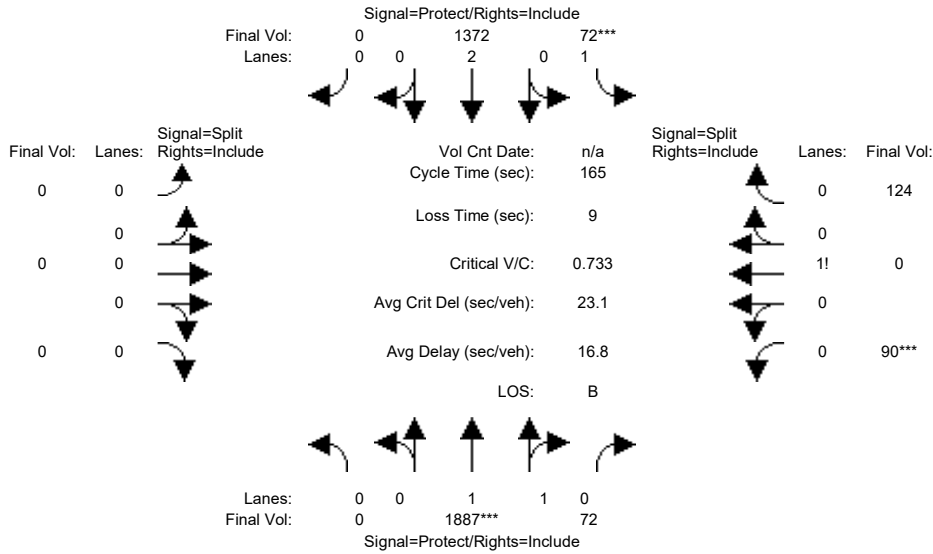 Signal=Protect/Rights=Include
Final Vol: 0 1372 72***
Lanes: 0 0 2 0 1
Signal=Split Signal=Split
Final Vol: Lanes: Rights=Include Vol Cnt Date: n/a Rights=Include Lanes: Final Vol:
Cycle Time (sec): 165
0 0 0 124
Loss Time (sec): 9
0 0
0 0 Critical V/C: 0.733 1! 0
0 Avg Crit Del (sec/veh): 23.1 0
0 0 Avg Delay (sec/veh): 16.8 0 90***
LOS: B
Lanes: 0 0 1 1 0
Final Vol: 0 1887*** 72
Signal=Protect/Rights=Include